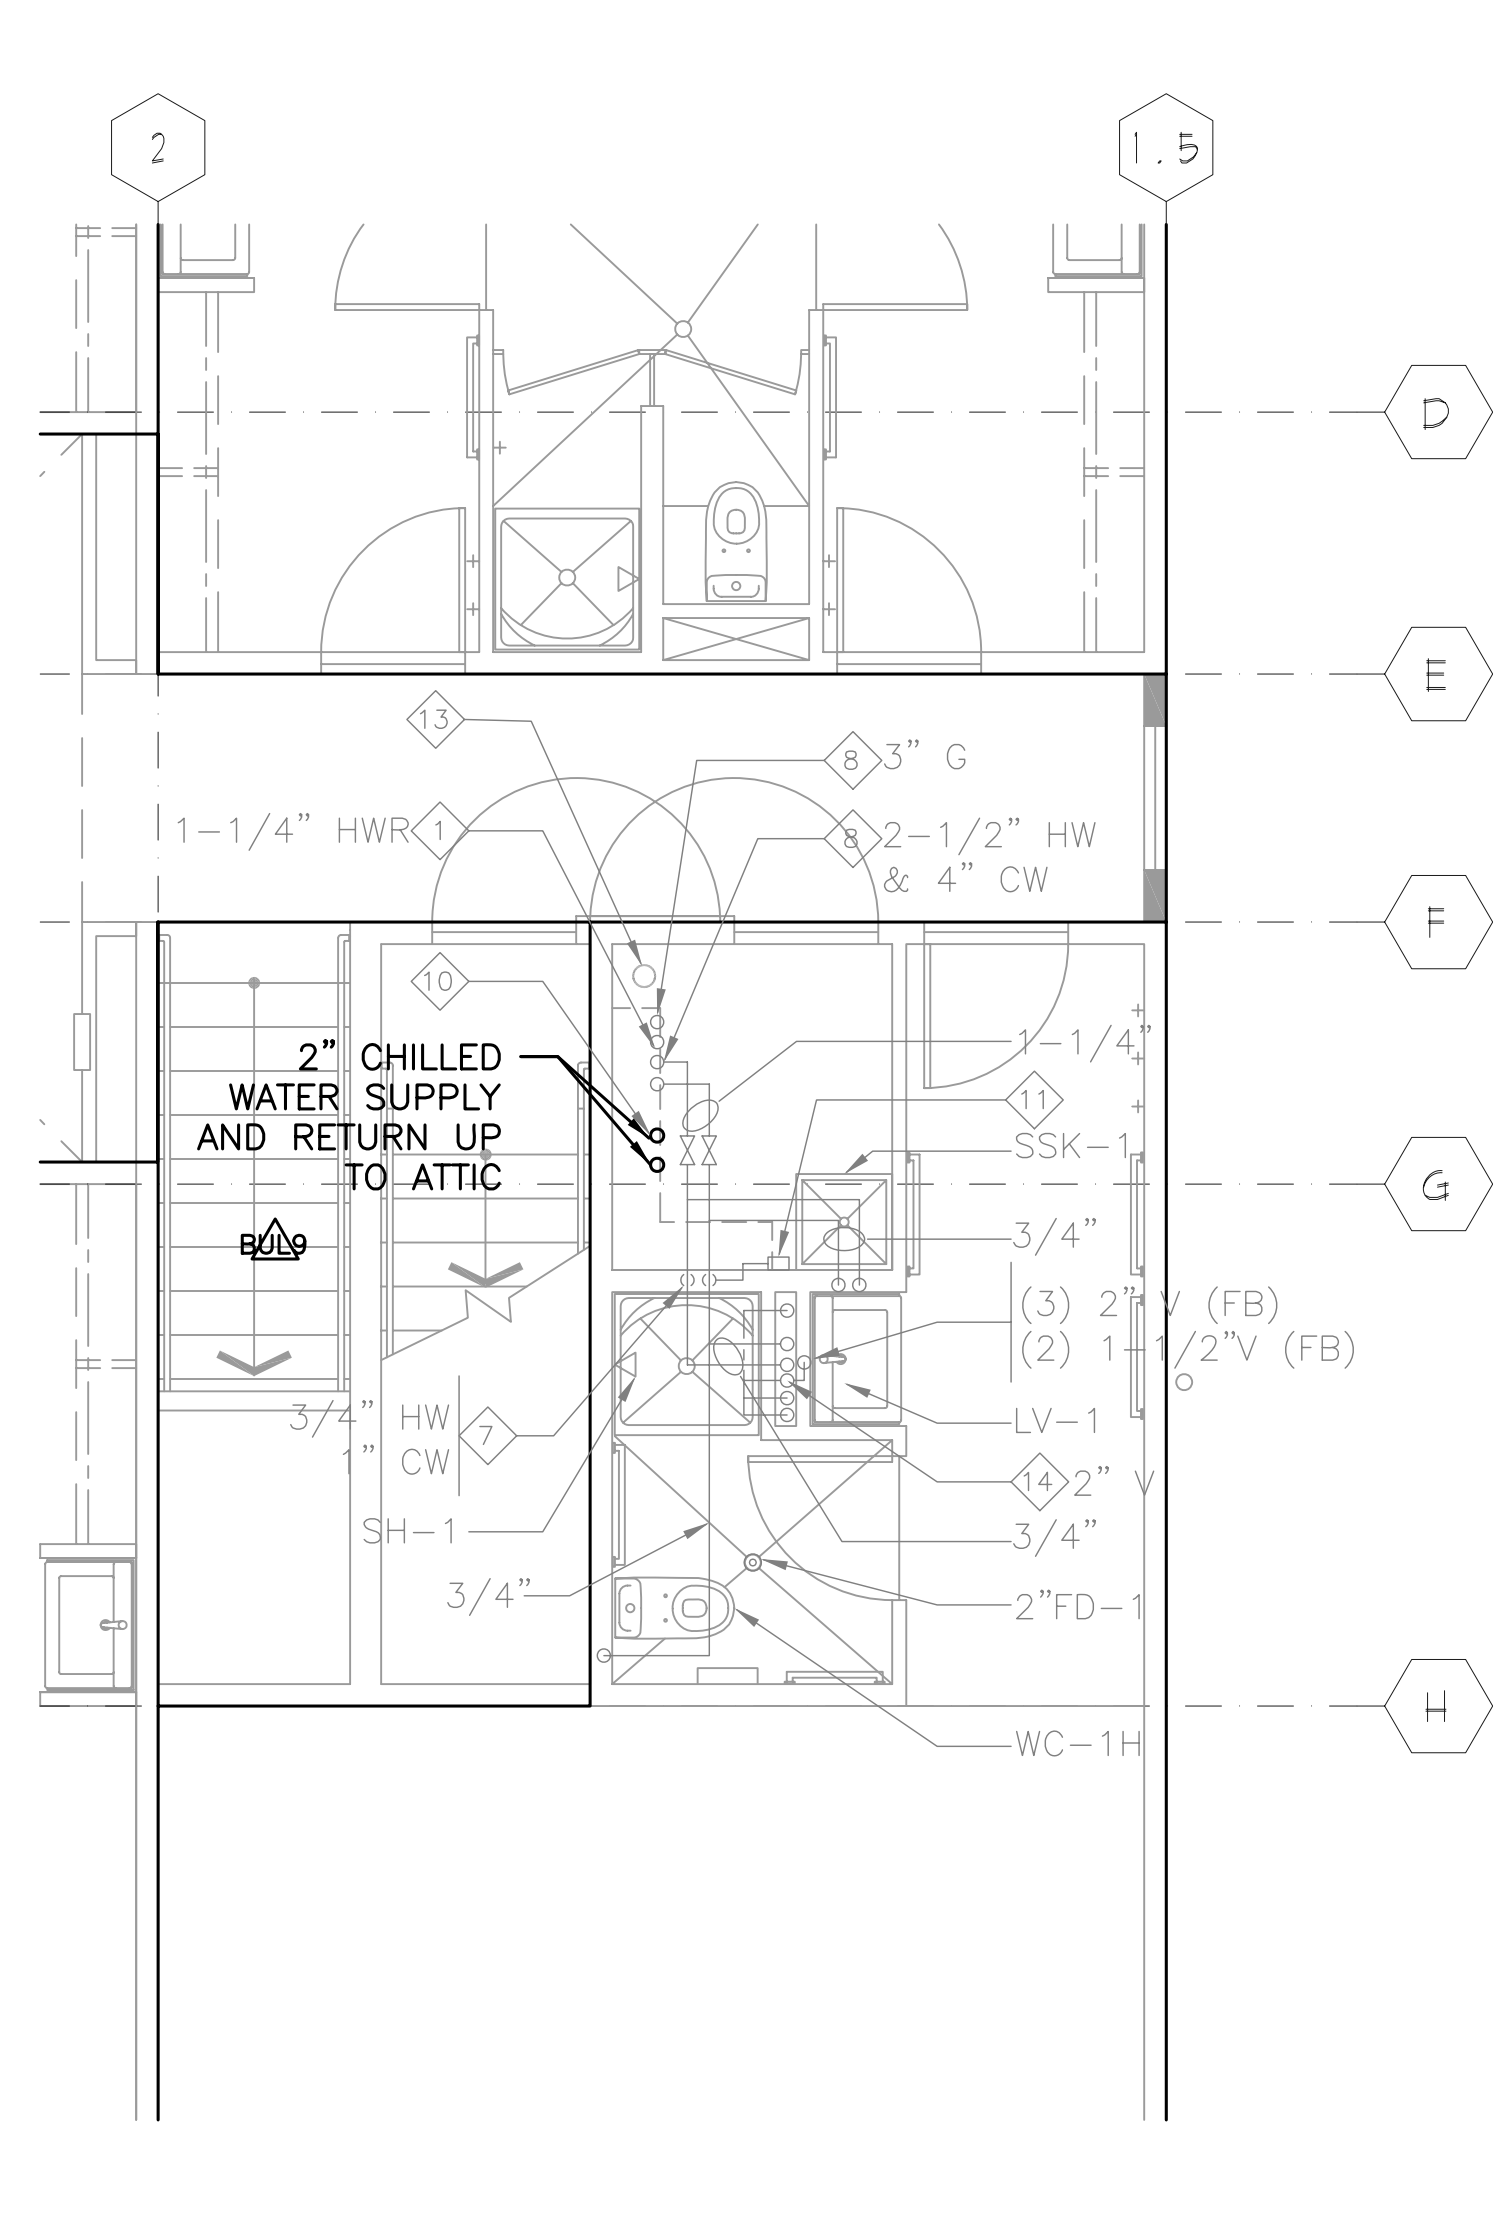 2
1.5
D
E
13
8 3” G
1-1/4” HWR 1
8 2-1/2” HW
& 4” CW
F
10
2” CHILLED
WATER SUPPLY
AND RETURN UP
TO ATTIC
1-1/4”
11
SSK-1
G
BUL9
3/4”
(3) 2” V (FB)
(2) 1-1/2”V (FB)
3/4” HW
1” CW
7
LV-1
14 2” V
SH-1
3/4”
3/4”
2”FD-1
H
WC-1H